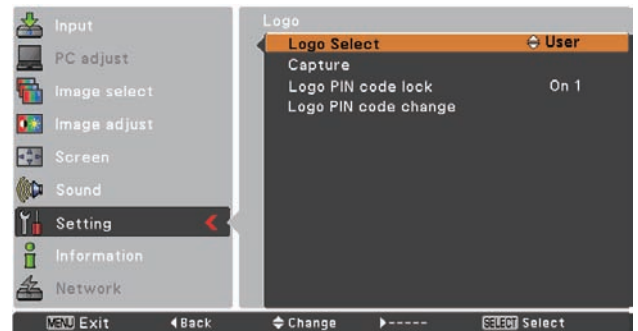 Input
PC adjust
Image select
Image adjust
Screen
Sound
Setting
Information
Network
Logo
Logo Select User
Capture
Logo PIN code lock On 1
Logo PIN code change
MENU Exit Back Change ----- SELECT Select